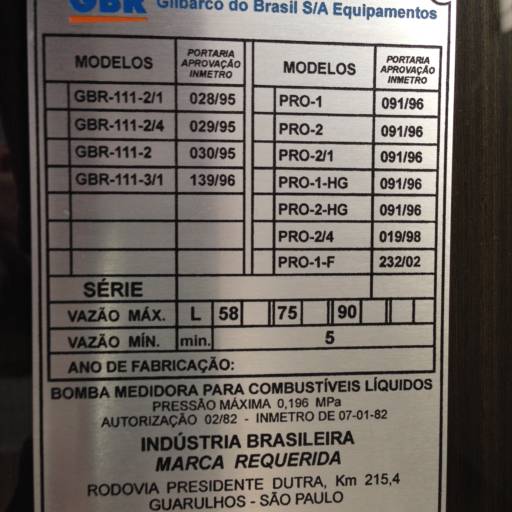 GBR Gilbarco do Brasil S/A Equipamentos
MODELOS PORTARIA APROVAÇÃO INMETRO MODELOS PORTARIA APROVAÇÃO INMETRO
GBR-111-2/1 028/95 PRO-1 091/96
GBR-111-2/4 029/95 PRO-2 091/96
GBR-111-2 030/95 PRO-2/1 091/96
GBR-111-3/1 139/96 PRO-1-HG 091/96
PRO-2-HG 091/96
PRO-2/4 019/98
PRO-1-F 232/02
SÉRIE
VAZÃO MÁX. L 58 75 90
VAZÃO MÍN. min. 5
ANO DE FABRICAÇÃO:
BOMBA MEDIDORA PARA COMBUSTÍVEIS LÍQUIDOS
PRESSÃO MÁXIMA 0,196 MPa
AUTORIZAÇÃO 02/82 - INMETRO DE 07-01-82
INDÚSTRIA BRASILEIRA
MARCA REQUERIDA
RODOVIA PRESIDENTE DUTRA, Km 215,4
GUARULHOS - SÃO PAULO